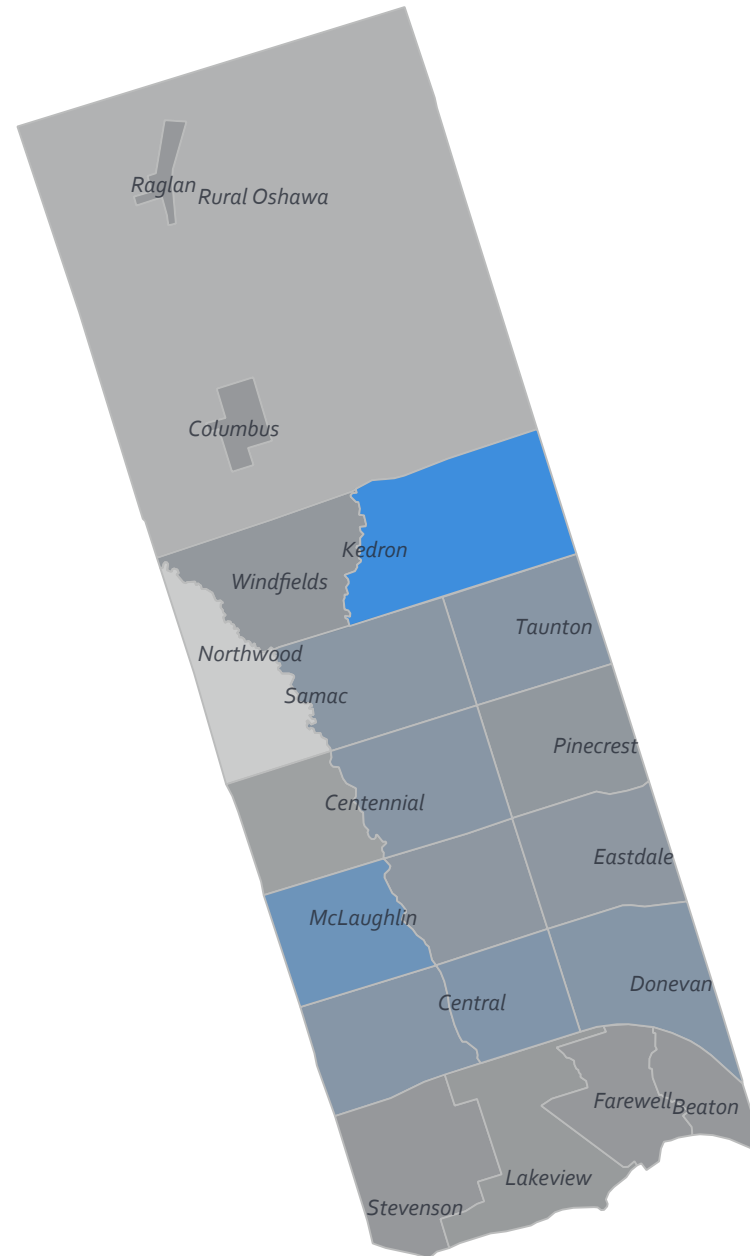 Raglan
Rural Oshawa
Columbus
Kedron
Windfields
Taunton
Northwood
Samac
Pinecrest
Centennial
Eastdale
McLaughlin
Donevan
Central
Farewell
Beaton
Lakeview
Stevenson